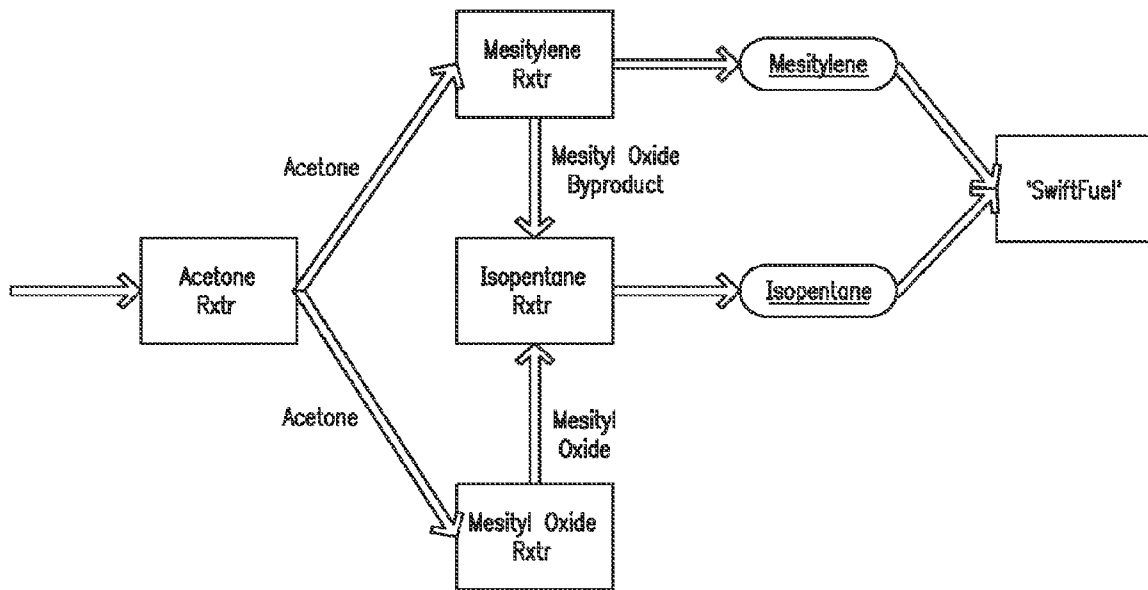 Mesitylene
Rxtr
Mesitylene
Acetone
Mesityl Oxide
Byproduct
"SwiftFuel"
Acetone
Rxtr
Isopentane
Rxtr
Isopentane
Acetone
Mesityl
Oxide
Mesityl Oxide
Rxtr